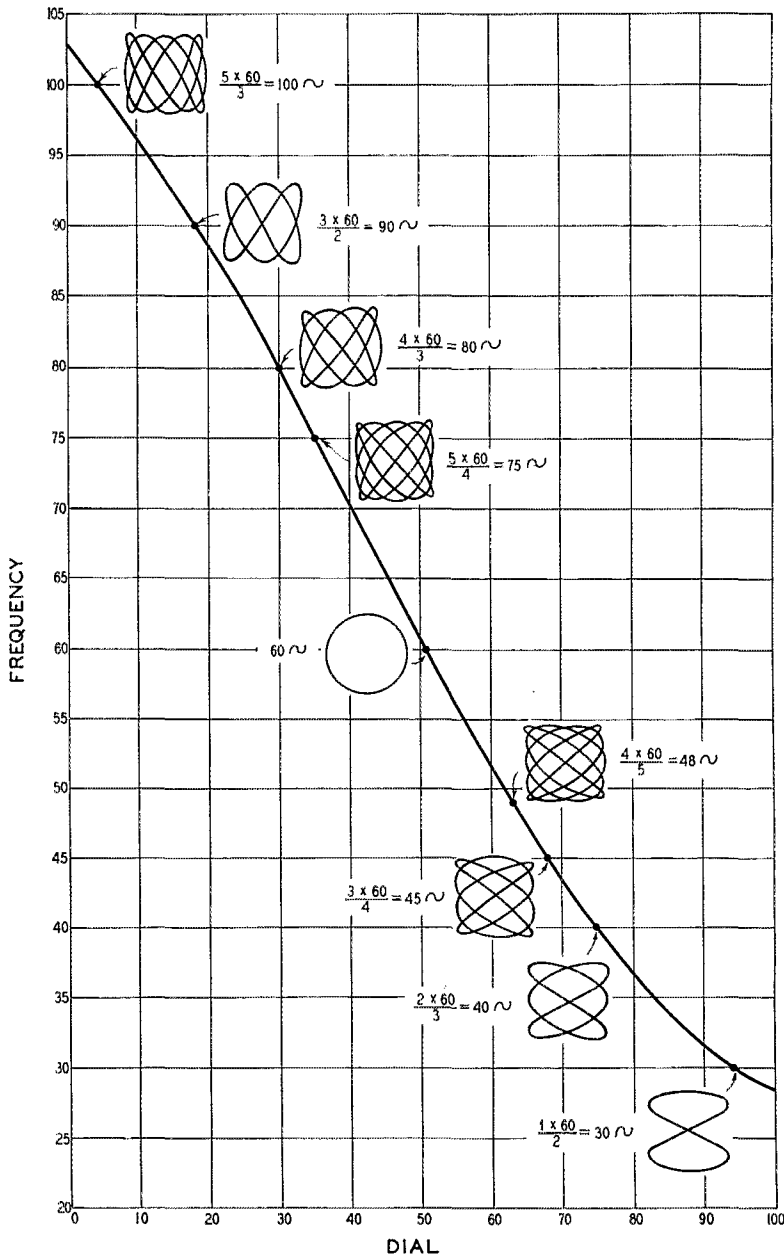 105
100
95
90
85
80
75
70
65
60
55
50
45
40
35
30
25
20
FREQUENCY
5 x 60
3
= 100 ~
3 x 60
2
= 90 ~
4 x 60
3
= 80 ~
5 x 60
4
= 75 ~
60 ~
4 x 60
5
= 48 ~
3 x 60
4
= 45 ~
2 x 60
3
= 40 ~
1 x 60
2
= 30 ~
0 10 20 30 40 50 60 70 80 90 100
DIAL